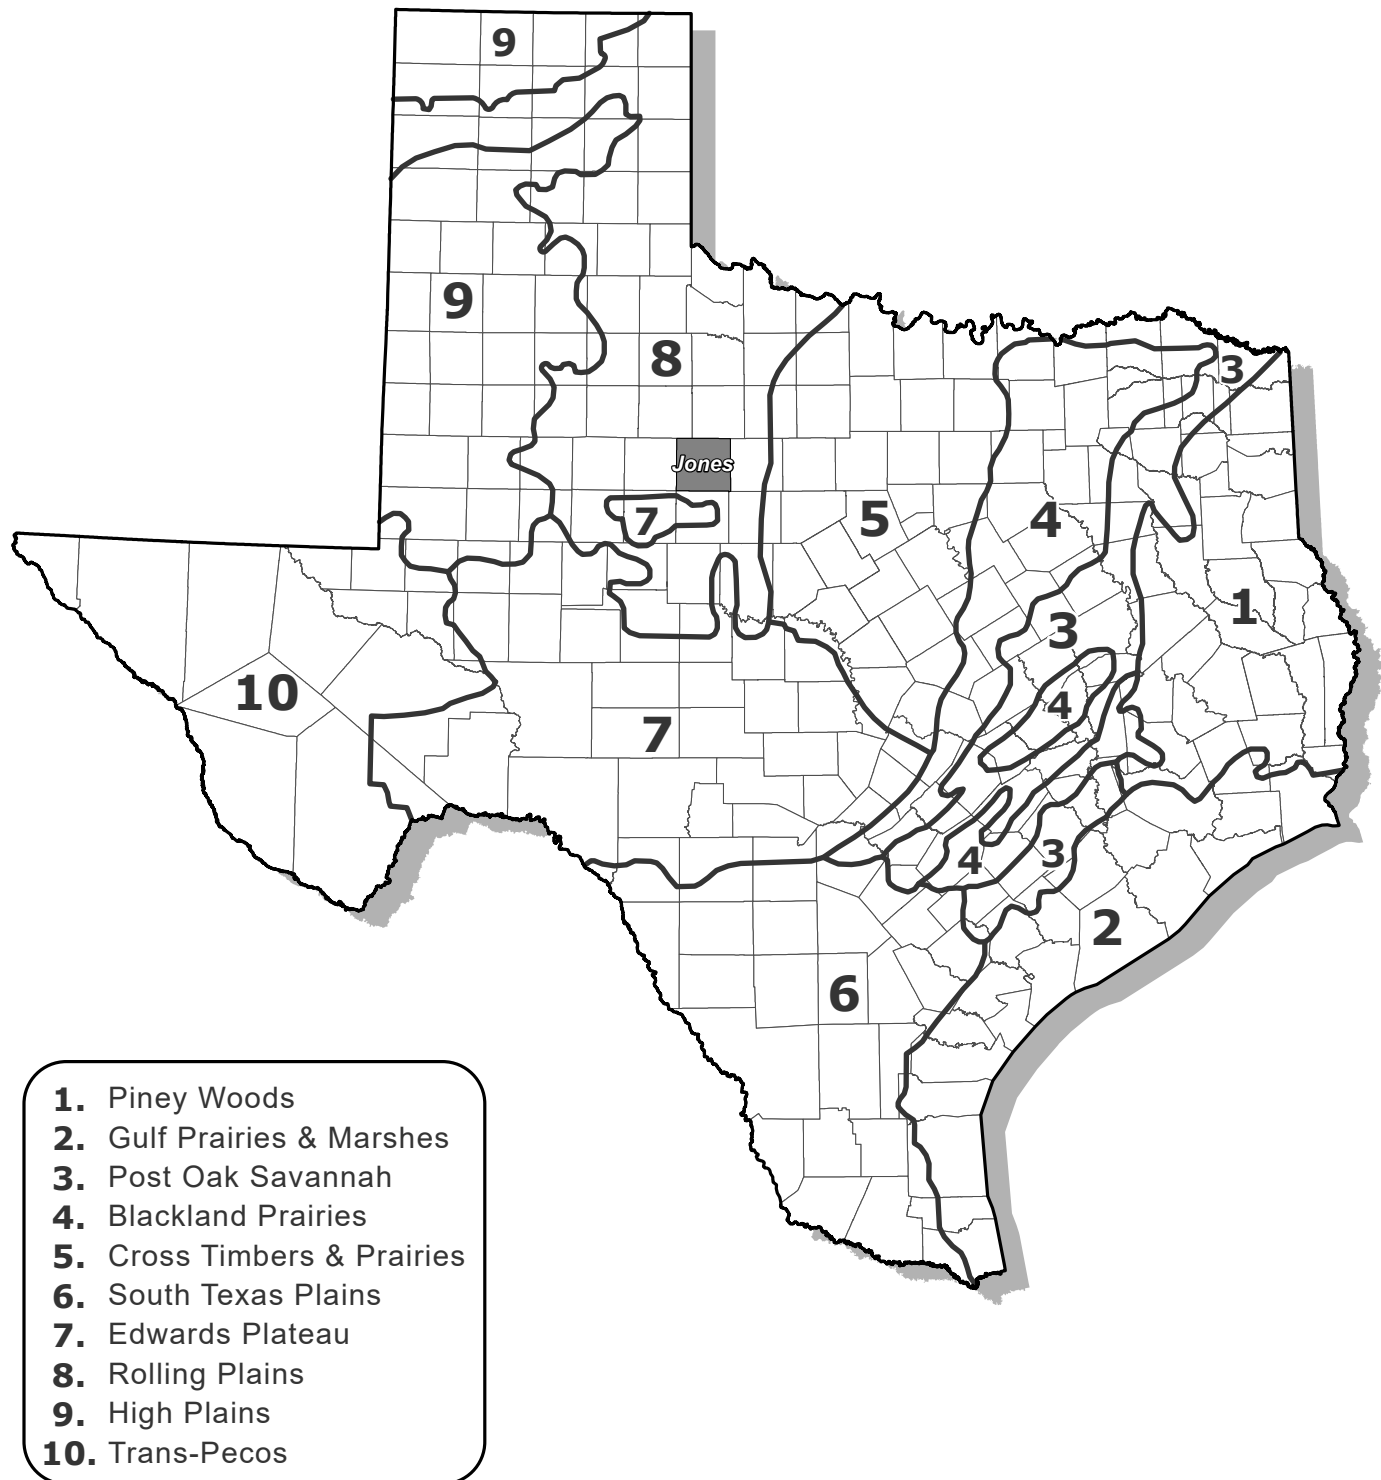 9
9
8
3
Jones
7
5
4
1
3
10
4
7
4
3
2
6
1. Piney Woods
2. Gulf Prairies & Marshes
3. Post Oak Savannah
4. Blackland Prairies
5. Cross Timbers & Prairies
6. South Texas Plains
7. Edwards Plateau
8. Rolling Plains
9. High Plains
10. Trans-Pecos